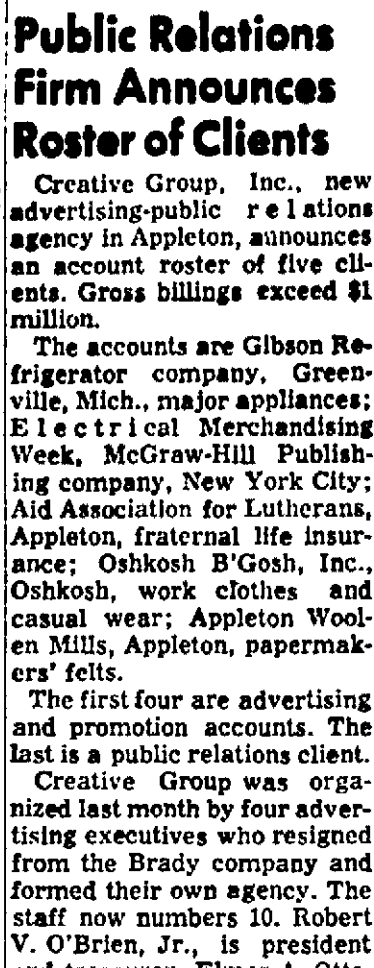 Public Relations
Firm Announces
Roster of Clients
Creative Group, Inc., new
advertising-public relations
agency in Appleton, announces
an account roster of five cli-
ents. Gross billings exceed $1
million.
The accounts are Gibson Re-
frigerator company, Green-
ville, Mich., major appliances;
Electrical Merchandising
Week, McGraw-Hill Publish-
ing company, New York City;
Aid Association for Lutherans,
Appleton, fraternal life insur-
ance; Oshkosh B'Gosh, Inc.,
Oshkosh, work clothes and
casual wear; Appleton Wool-
en Mills, Appleton, papermak-
ers' felts.
The first four are advertising
and promotion accounts. The
last is a public relations client.
Creative Group was orga-
nized last month by four adver-
tising executives who resigned
from the Brady company and
formed their own agency. The
staff now numbers 10. Robert
V. O'Brien, Jr., is president